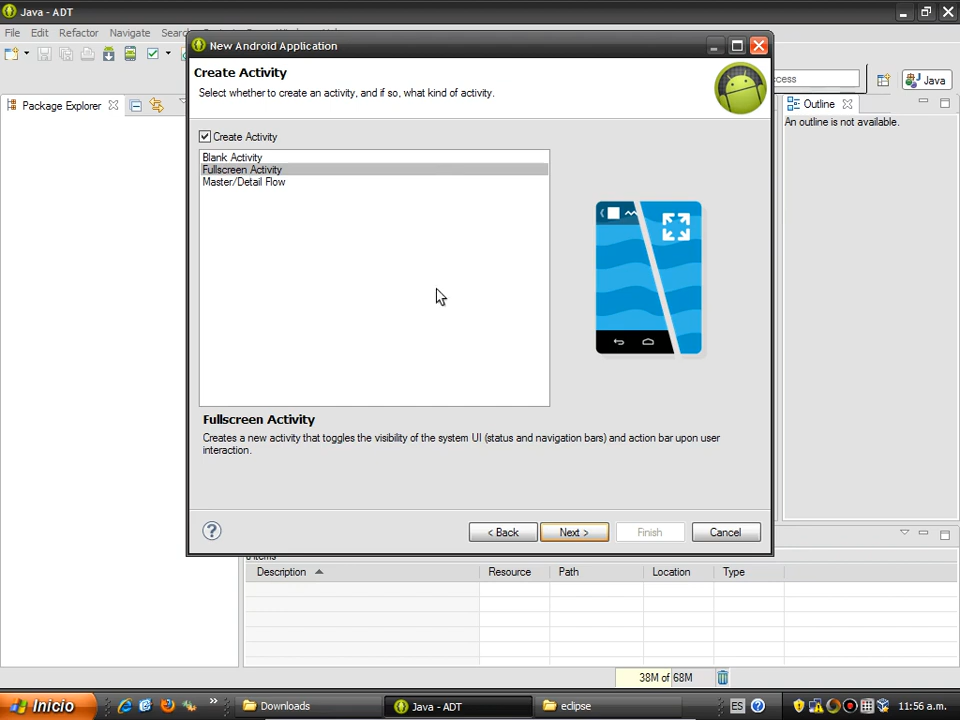 Java - ADT
File Edit Refactor Navigate
New Android Application
Create Activity
Select whether to create an activity, and if so, what kind of activity.
Java
Package Explorer
Outline
An outline is not available.
Create Activity
Blank Activity
Fullscreen Activity
Master/Detail Flow
Fullscreen Activity
Creates a new activity that toggles the visibility of the system UI (status and navigation bars) and action bar upon user
interaction.
?
< Back
Next >
Finish
Cancel
Description
Resource
Path
Location
Type
38M of 68M
Inicio
»
Downloads
Java - ADT
eclipse
ES
?
11:56 a.m.